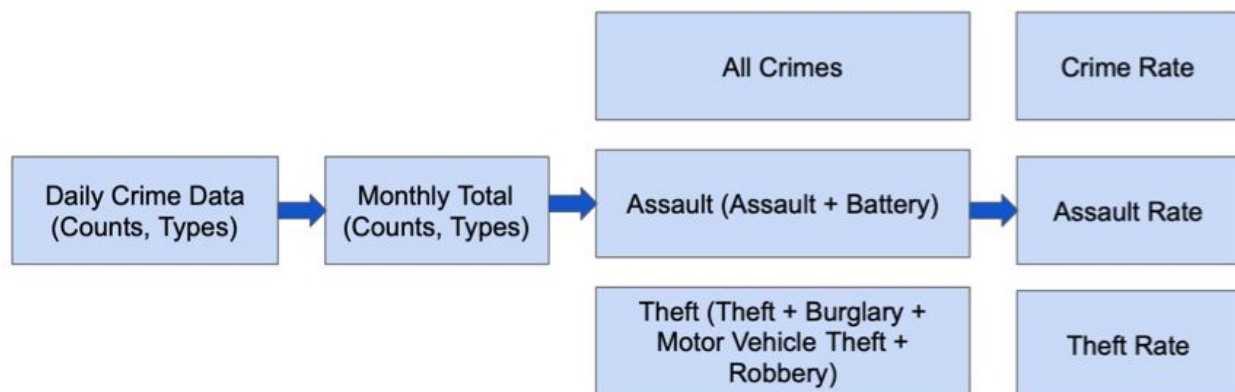 All Crimes
Crime Rate
Daily Crime Data
(Counts, Types)
Monthly Total
(Counts, Types)
Assault (Assault + Battery)
Assault Rate
Theft (Theft + Burglary +
Motor Vehicle Theft +
Robbery)
Theft Rate